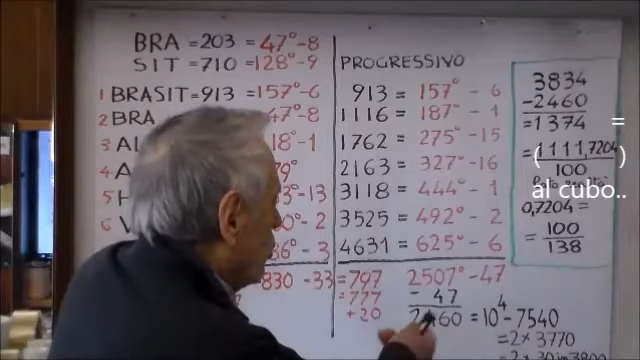 BRA = 203 = 47° - 8
SIT = 710 = 128° - 9
1 BRASIT = 913 = 157° - 6
2 BRA 47° - 8
3 A 18° - 1
4 A 79°
5 - 13
6 V 0° - 2
36° - 3
830 - 33
PROGRESSIVO
913 = 157° - 6
1116 = 187° - 1
1762 = 275° - 15
2163 = 327° - 16
3118 = 444° - 1
3525 = 492° - 2
4631 = 625° - 6
= 797 2507° - 47
= 777 - 47
+ 20 2460 = 10⁴ - 7540
= 2 × 3770
3834
- 2460
= 1374
= 1111,7204
100
0,7204 =
= 100
138
= ( )
al cubo..